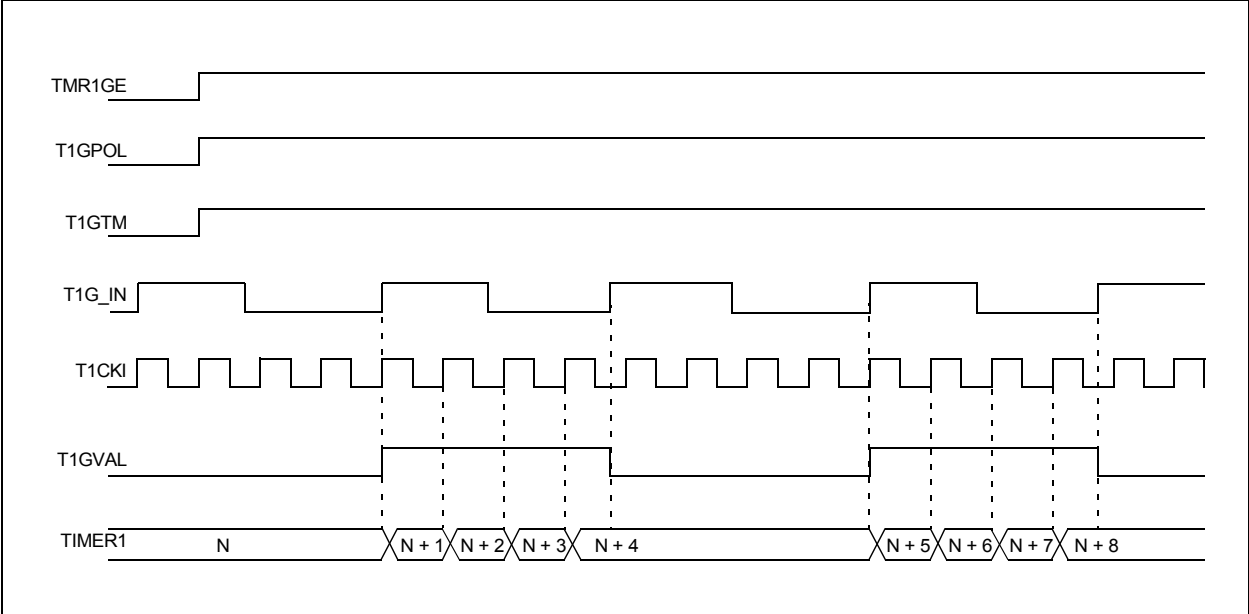 TMR1GE
T1GPOL
T1GTM
T1G_IN
T1CKI
T1GVAL
TIMER1 N N + 1 N + 2 N + 3 N + 4 N + 5 N + 6 N + 7 N + 8